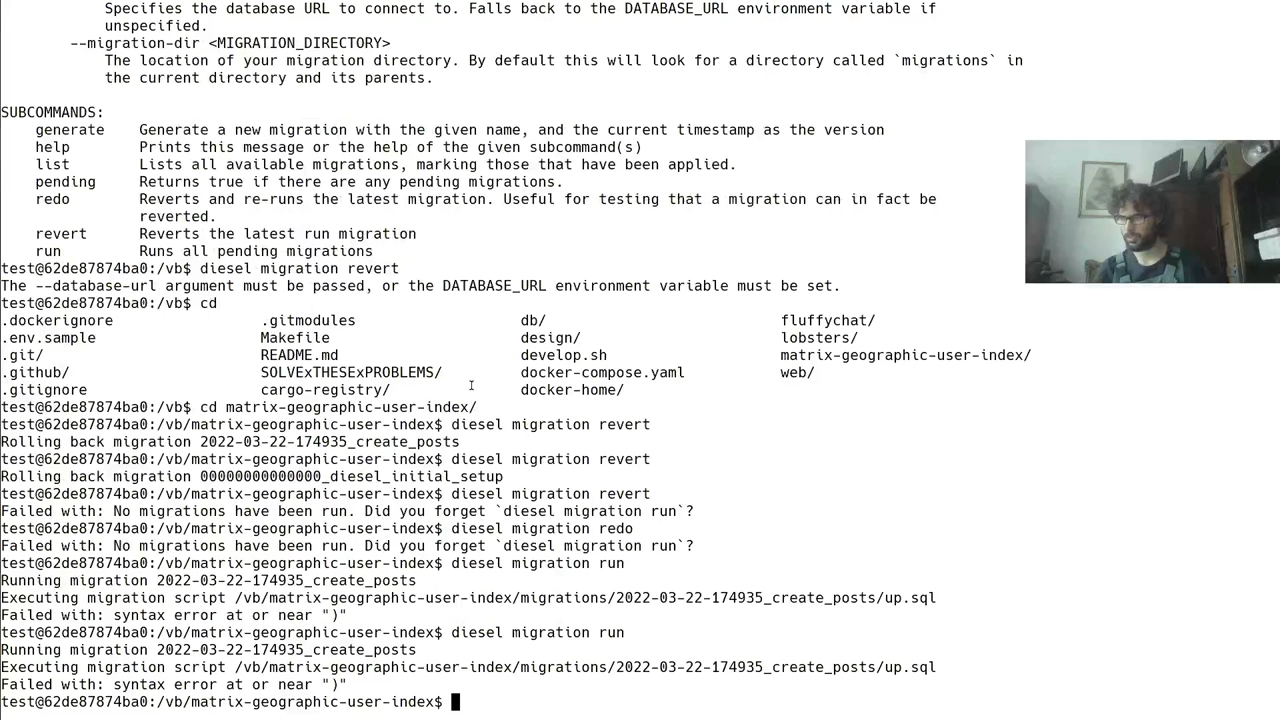 Specifies the database URL to connect to. Falls back to the DATABASE_URL environment variable if
unspecified.
--migration-dir <MIGRATION_DIRECTORY>
The location of your migration directory. By default this will look for a directory called `migrations` in
the current directory and its parents.
SUBCOMMANDS:
generate    Generate a new migration with the given name, and the current timestamp as the version
help        Prints this message or the help of the given subcommand(s)
list        Lists all available migrations, marking those that have been applied.
pending     Returns true if there are any pending migrations.
redo        Reverts and re-runs the latest migration. Useful for testing that a migration can in fact be
reverted.
revert      Reverts the latest run migration
run         Runs all pending migrations
test@62de87874ba0:/vb$ diesel migration revert
The --database-url argument must be passed, or the DATABASE_URL environment variable must be set.
test@62de87874ba0:/vb$ cd
.dockerignore    .gitmodules    db/    fluffychat/
.env.sample    Makefile    design/    lobsters/
.git/    README.md    develop.sh    matrix-geographic-user-index/
.github/    SOLVExTHESExPROBLEMS/    docker-compose.yaml    web/
.gitignore    cargo-registry/    docker-home/
test@62de87874ba0:/vb$ cd matrix-geographic-user-index/
test@62de87874ba0:/vb/matrix-geographic-user-index$ diesel migration revert
Rolling back migration 2022-03-22-174935_create_posts
test@62de87874ba0:/vb/matrix-geographic-user-index$ diesel migration revert
Rolling back migration 00000000000000_diesel_initial_setup
test@62de87874ba0:/vb/matrix-geographic-user-index$ diesel migration revert
Failed with: No migrations have been run. Did you forget `diesel migration run`?
test@62de87874ba0:/vb/matrix-geographic-user-index$ diesel migration redo
Failed with: No migrations have been run. Did you forget `diesel migration run`?
test@62de87874ba0:/vb/matrix-geographic-user-index$ diesel migration run
Running migration 2022-03-22-174935_create_posts
Executing migration script /vb/matrix-geographic-user-index/migrations/2022-03-22-174935_create_posts/up.sql
Failed with: syntax error at or near ")"
test@62de87874ba0:/vb/matrix-geographic-user-index$ diesel migration run
Running migration 2022-03-22-174935_create_posts
Executing migration script /vb/matrix-geographic-user-index/migrations/2022-03-22-174935_create_posts/up.sql
Failed with: syntax error at or near ")"
test@62de87874ba0:/vb/matrix-geographic-user-index$